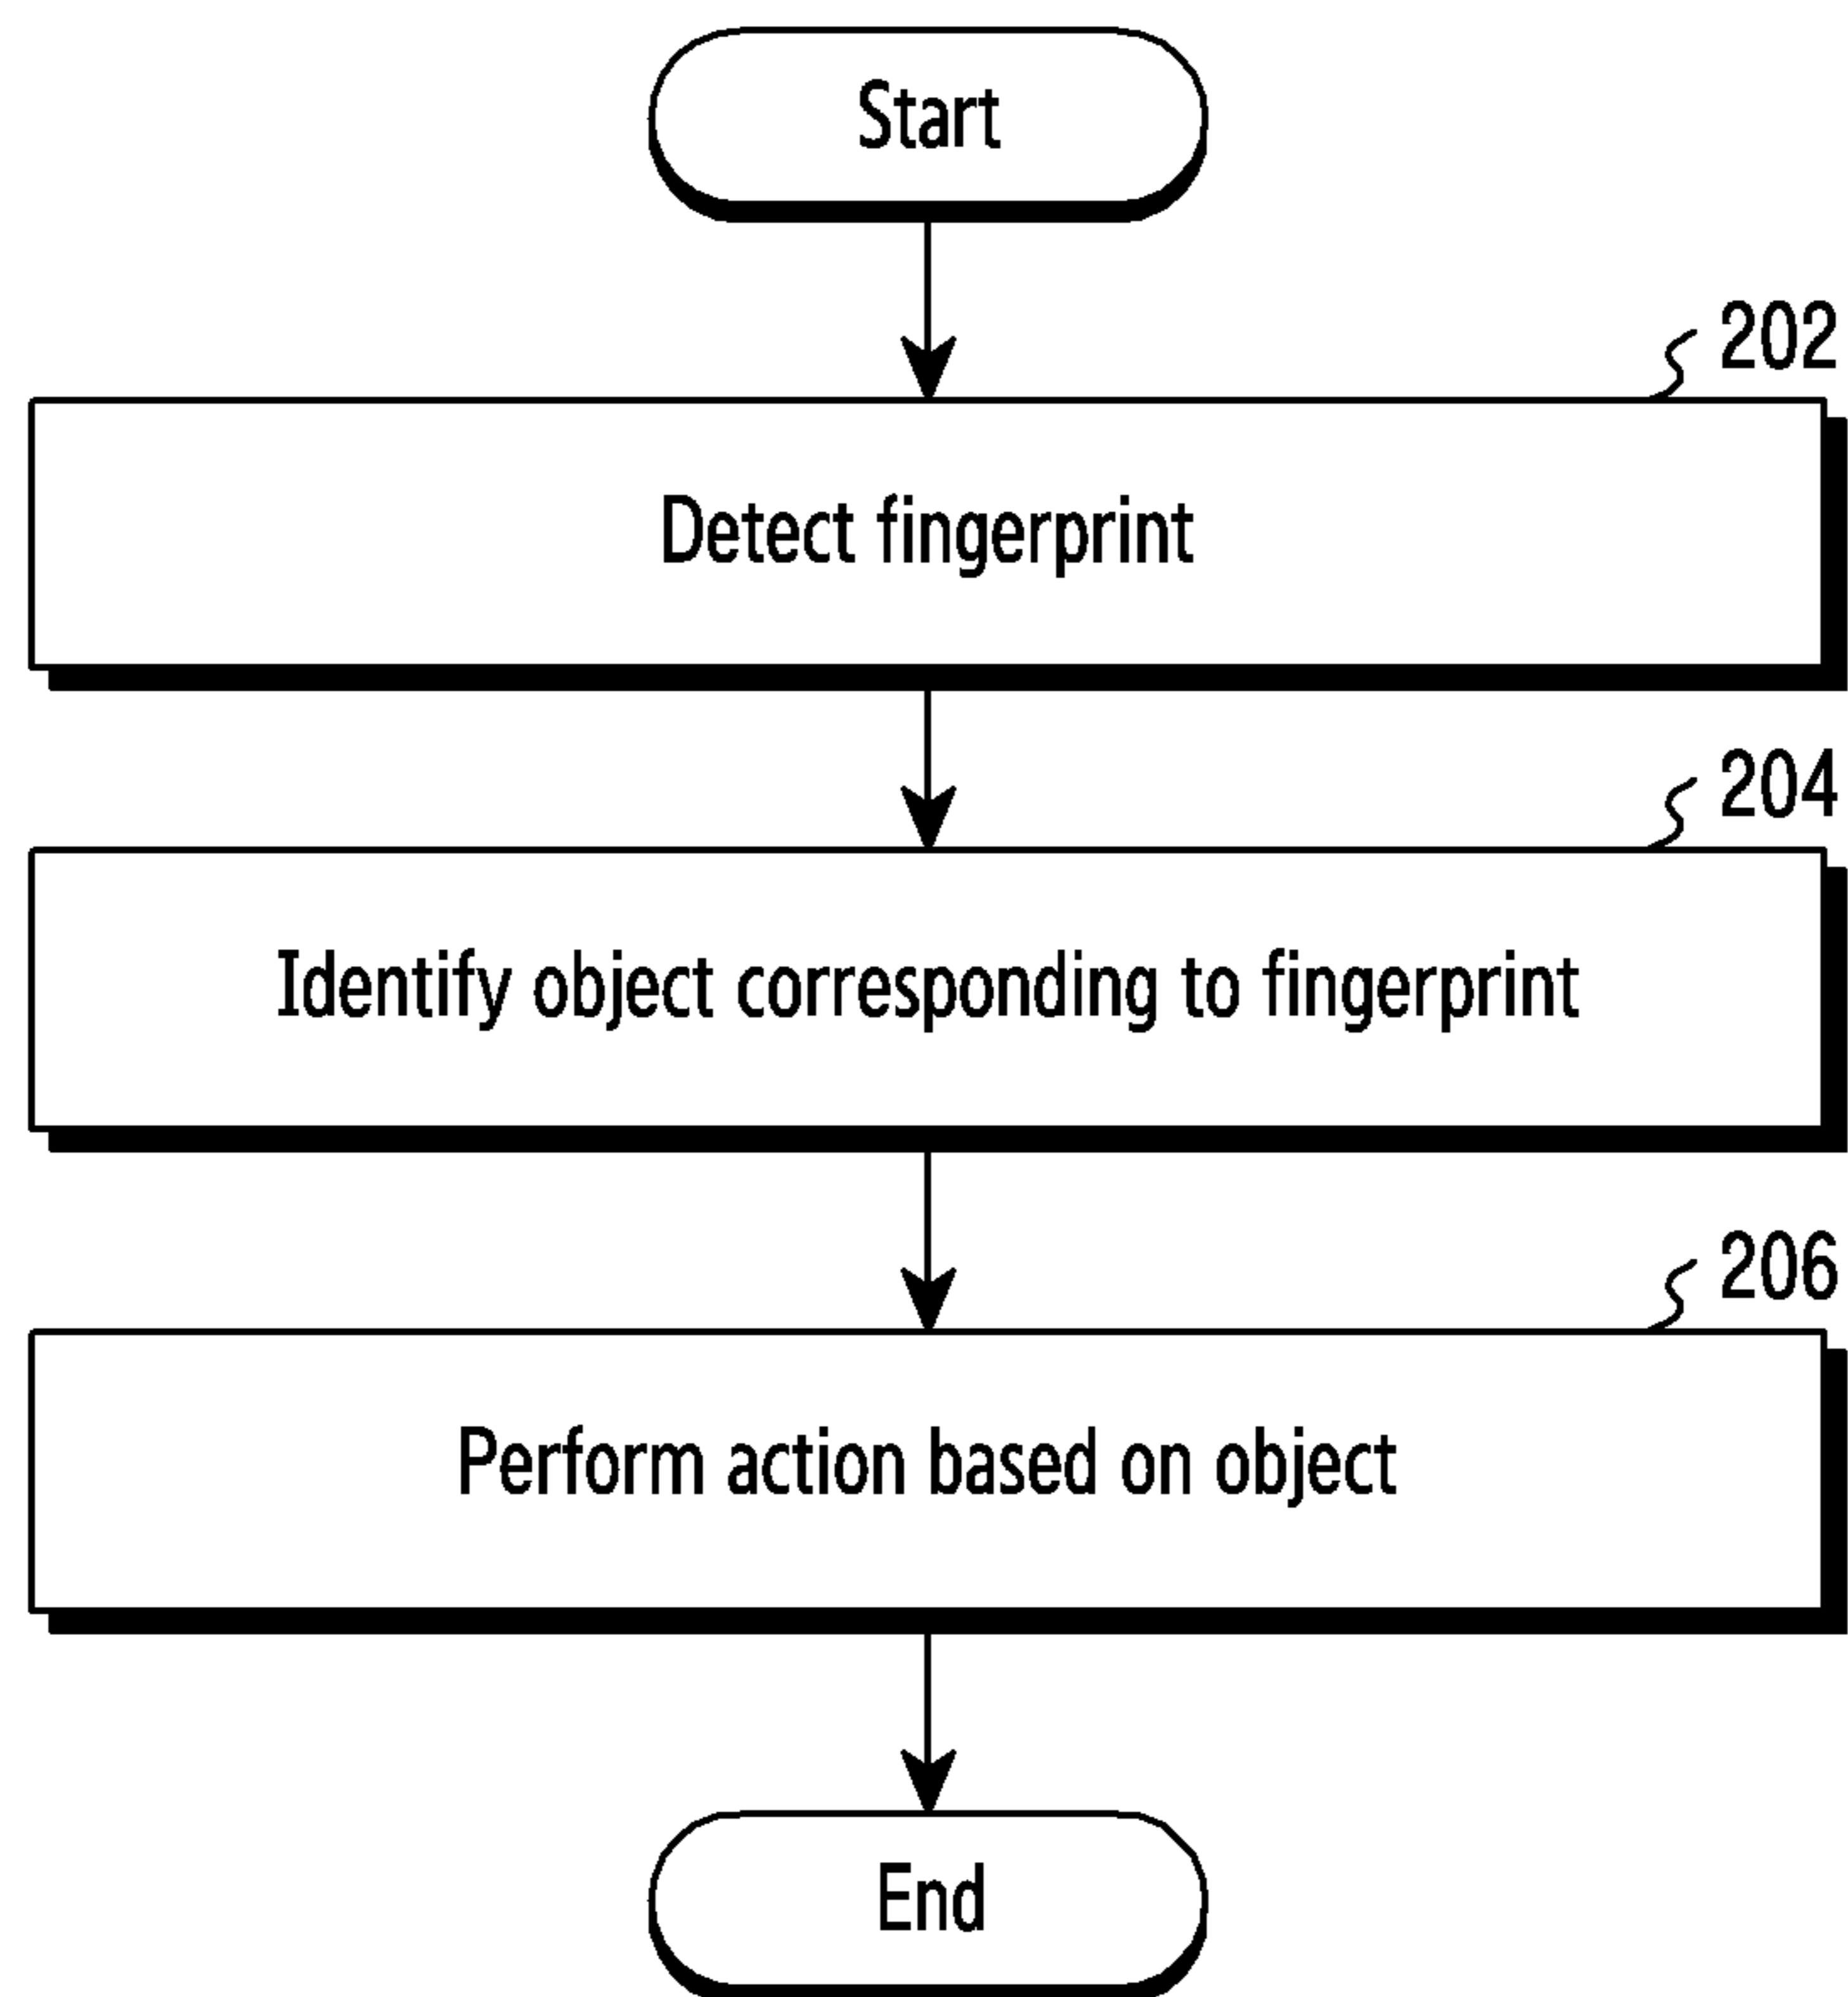 Start
202
Detect fingerprint
204
Identify object corresponding to fingerprint
206
Perform action based on object
End